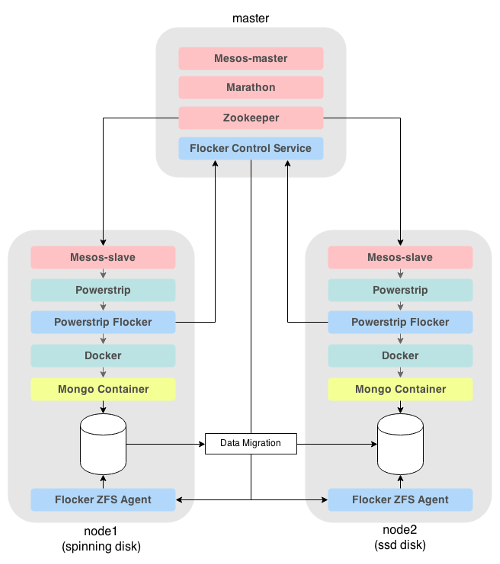 master
Mesos-master
Marathon
Zookeeper
Flocker Control Service
Mesos-slave
Powerstrip
Powerstrip Flocker
Docker
Mongo Container
Flocker ZFS Agent
node1
(spinning disk)
Data Migration
Mesos-slave
Powerstrip
Powerstrip Flocker
Docker
Mongo Container
Flocker ZFS Agent
node2
(ssd disk)